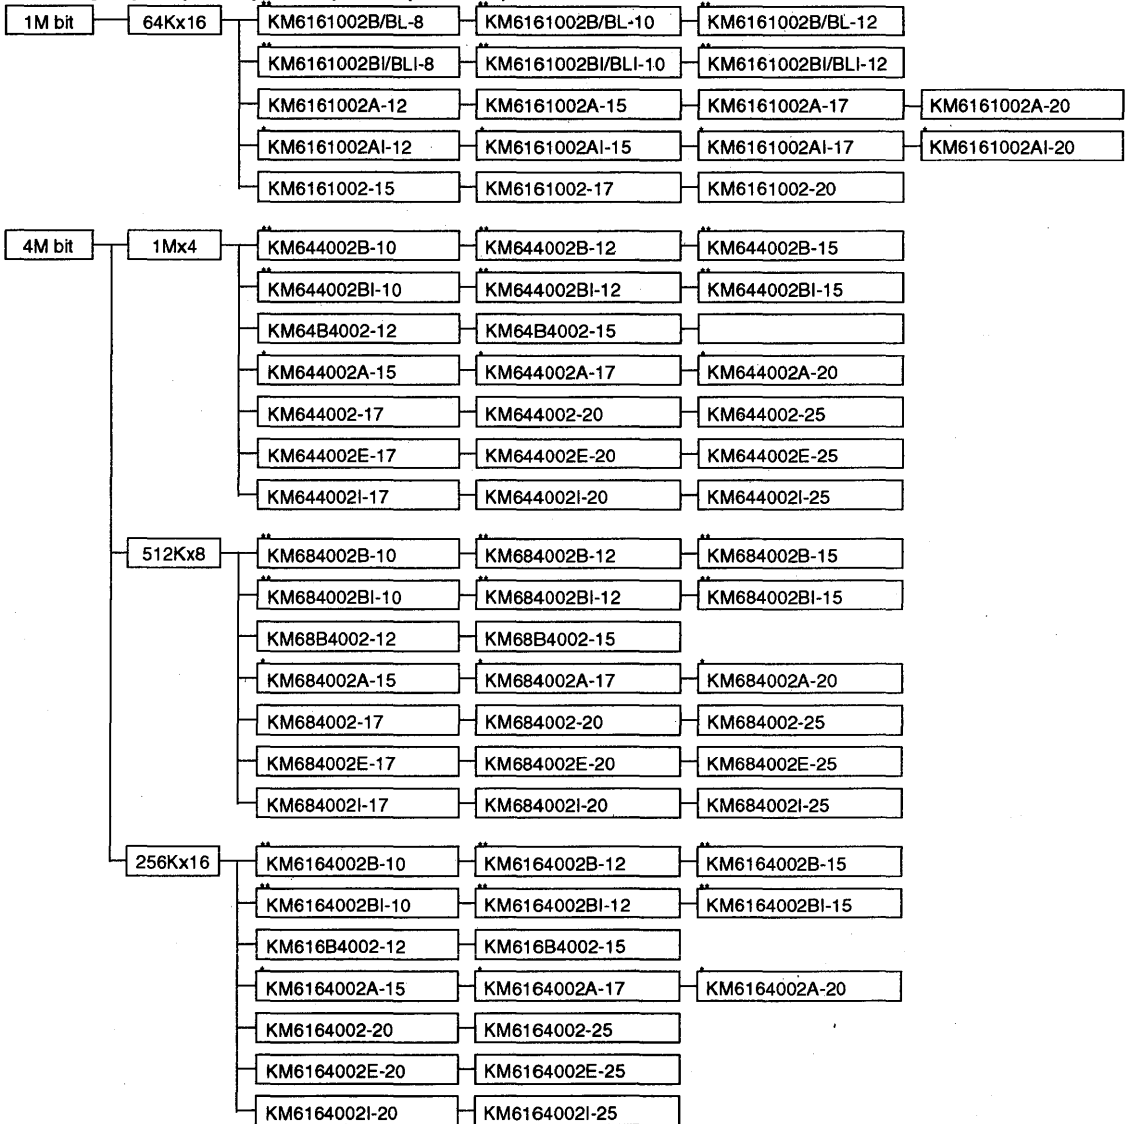 1M bit 64Kx16 **KM6161002B/BL-8 **KM6161002B/BL-10 **KM6161002B/BL-12
**KM6161002BI/BLI-8 **KM6161002BI/BLI-10 **KM6161002BI/BLI-12
KM6161002A-12 KM6161002A-15 KM6161002A-17 KM6161002A-20
*KM6161002AI-12 *KM6161002AI-15 *KM6161002AI-17 *KM6161002AI-20
KM6161002-15 KM6161002-17 KM6161002-20
4M bit 1Mx4 **KM644002B-10 **KM644002B-12 **KM644002B-15
**KM644002BI-10 **KM644002BI-12 **KM644002BI-15
KM64B4002-12 KM64B4002-15
*KM644002A-15 *KM644002A-17 *KM644002A-20
KM644002-17 KM644002-20 KM644002-25
KM644002E-17 KM644002E-20 KM644002E-25
KM644002I-17 KM644002I-20 KM644002I-25
512Kx8 **KM684002B-10 **KM684002B-12 **KM684002B-15
**KM684002BI-10 **KM684002BI-12 **KM684002BI-15
KM68B4002-12 KM68B4002-15
*KM684002A-15 *KM684002A-17 *KM684002A-20
KM684002-17 KM684002-20 KM684002-25
KM684002E-17 KM684002E-20 KM684002E-25
KM684002I-17 KM684002I-20 KM684002I-25
256Kx16 **KM6164002B-10 **KM6164002B-12 **KM6164002B-15
**KM6164002BI-10 **KM6164002BI-12 **KM6164002BI-15
KM616B4002-12 KM616B4002-15
*KM6164002A-15 *KM6164002A-17 *KM6164002A-20
KM6164002-20 KM6164002-25
KM6164002E-20 KM6164002E-25
KM6164002I-20 KM6164002I-25